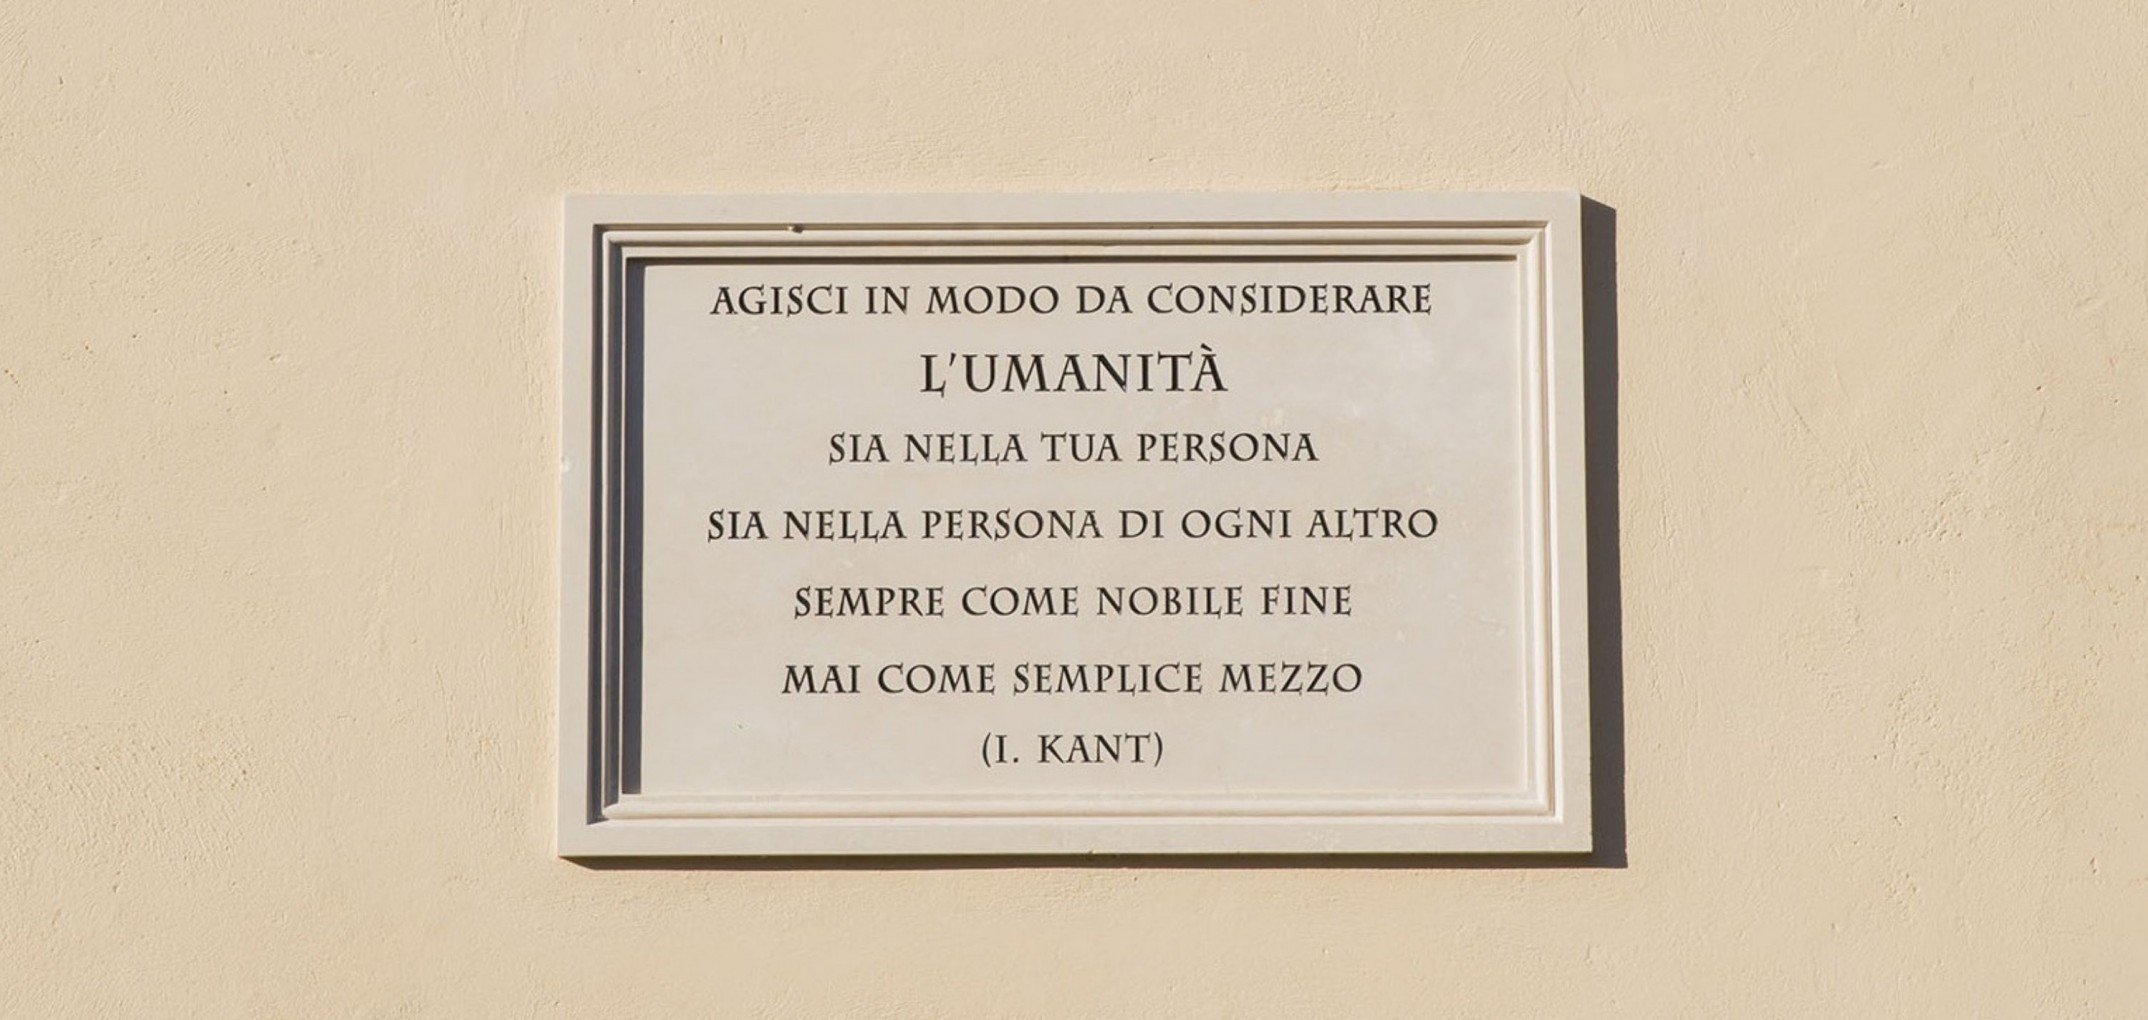 AGISCI IN MODO DA CONSIDERARE
L'UMANITÀ
SIA NELLA TUA PERSONA
SIA NELLA PERSONA DI OGNI ALTRO
SEMPRE COME NOBILE FINE
MAI COME SEMPLICE MEZZO
(I. KANT)